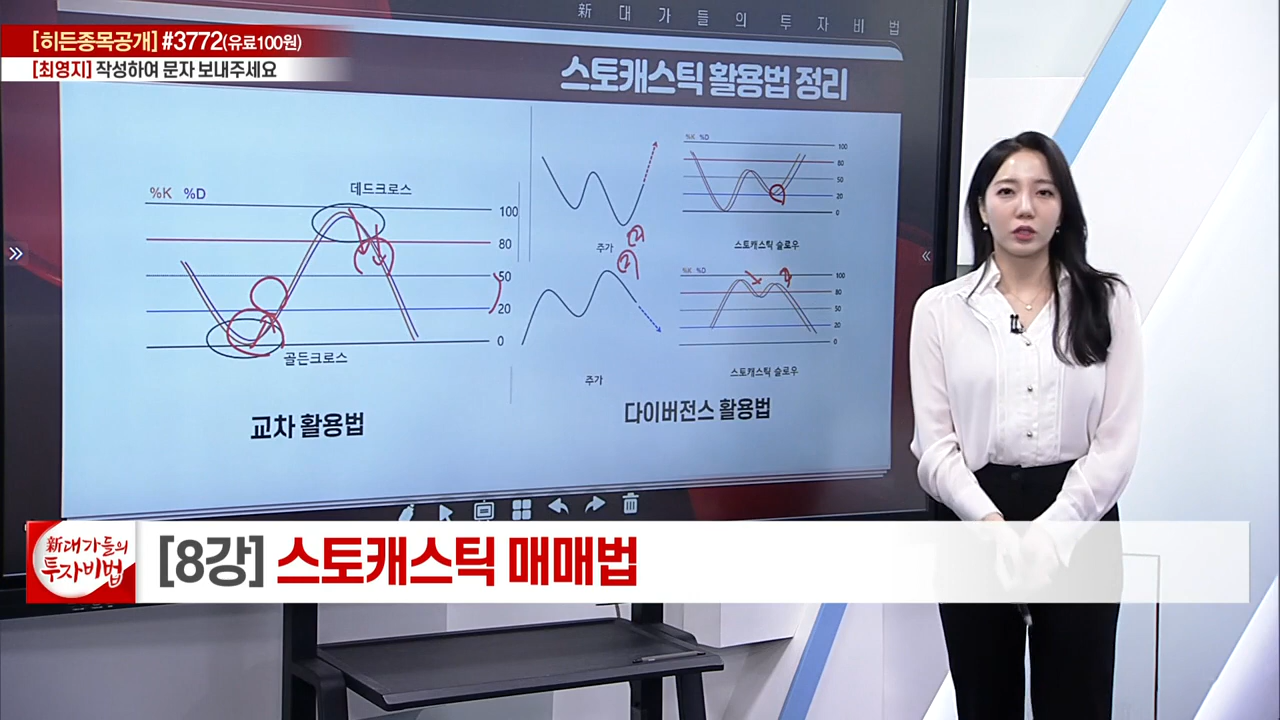 新 대 가 들 의 투 자 비 법
[히든종목공개] #3772(유료100원)
[최영지] 작성하여 문자 보내주세요
스토캐스틱 활용법 정리
%K %D
데드크로스
100
80
50
20
0
골든크로스
교차 활용법
주가
%K %D
100
80
50
20
0
스토캐스틱 슬로우
주가
%K %D
100
80
50
20
0
스토캐스틱 슬로우
다이버전스 활용법
新대가들의
투자비법
[8강] 스토캐스틱 매매법